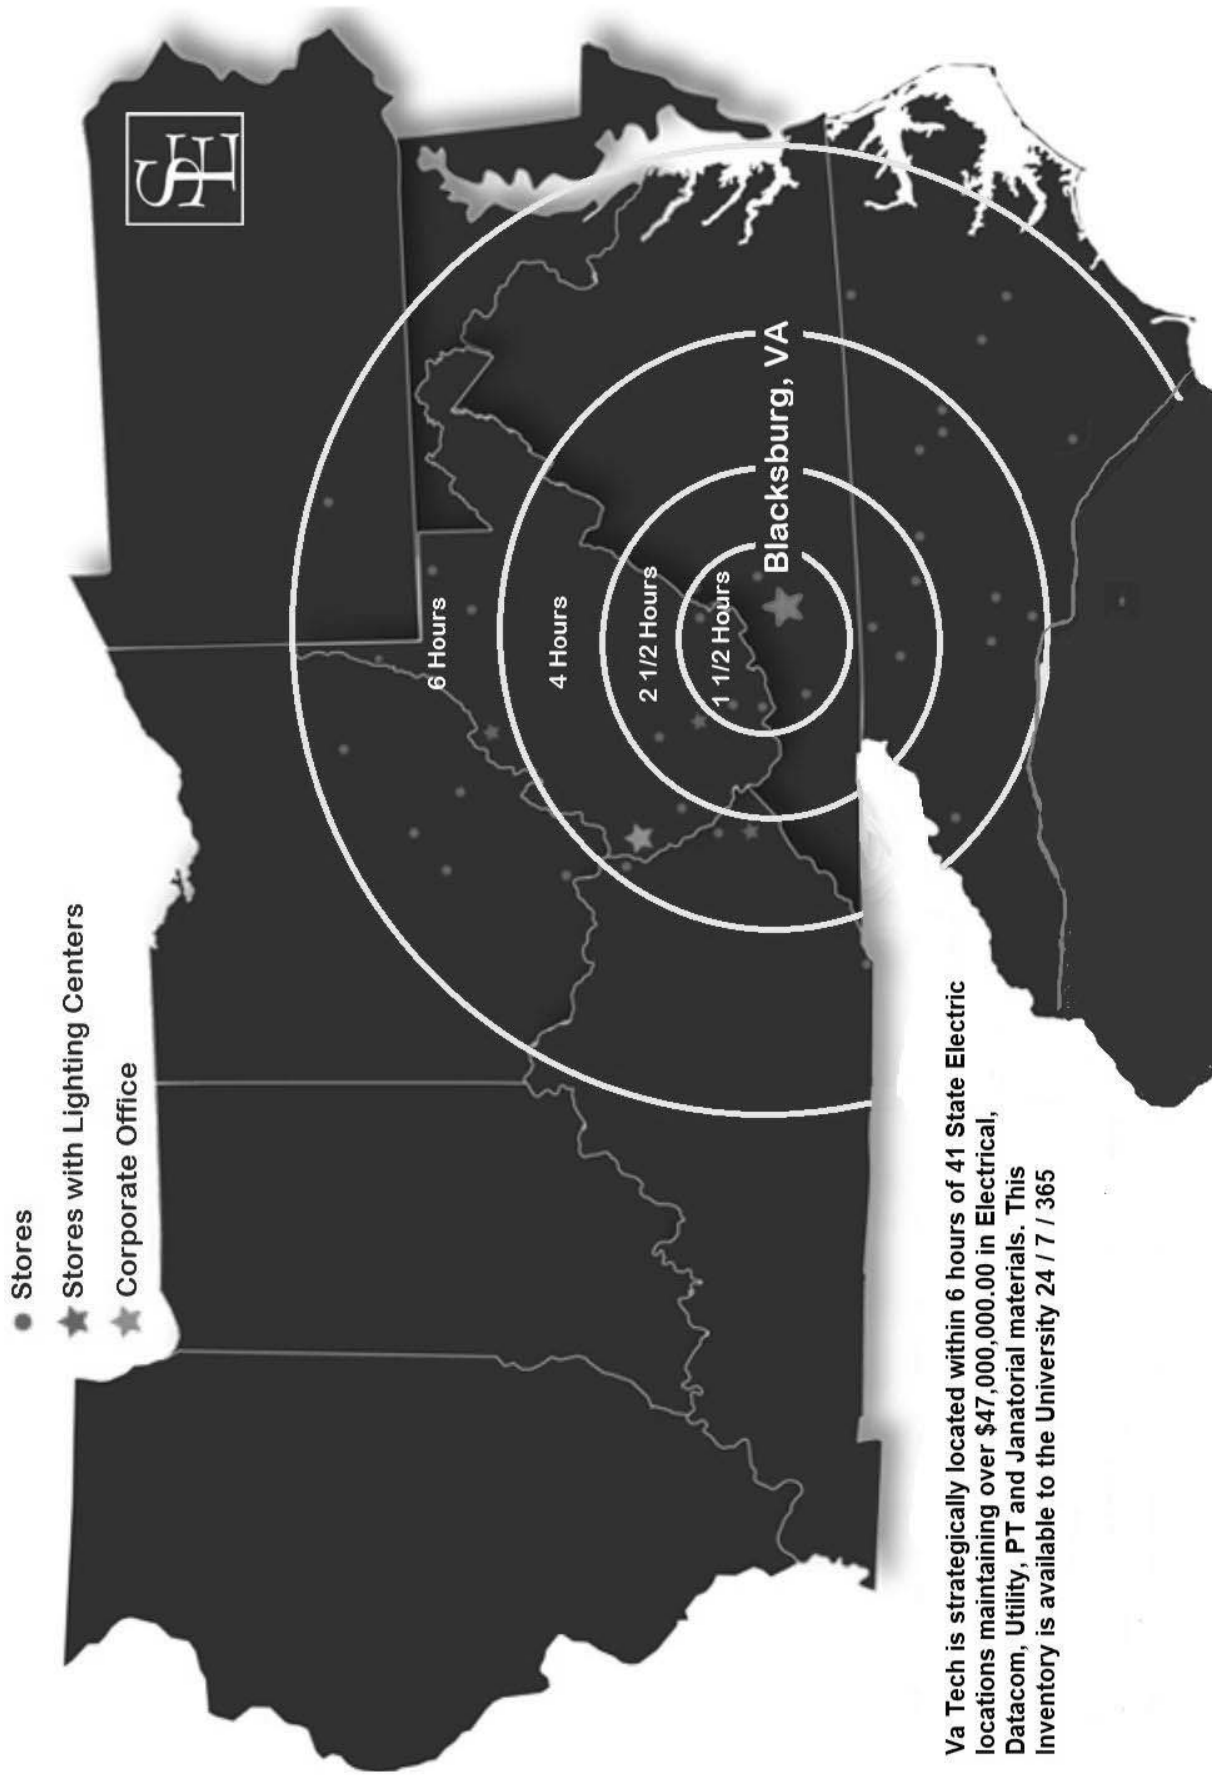 Stores
Stores with Lighting Centers
Corporate Office
SEL
6 Hours
4 Hours
2 1/2 Hours
1 1/2 Hours
Blacksburg, VA
Va Tech is strategically located within 6 hours of 41 State Electric
locations maintaining over $47,000,000.00 in Electrical,
Datacom, Utility, PT and Janatorial materials. This
Inventory is available to the University 24 / 7 / 365